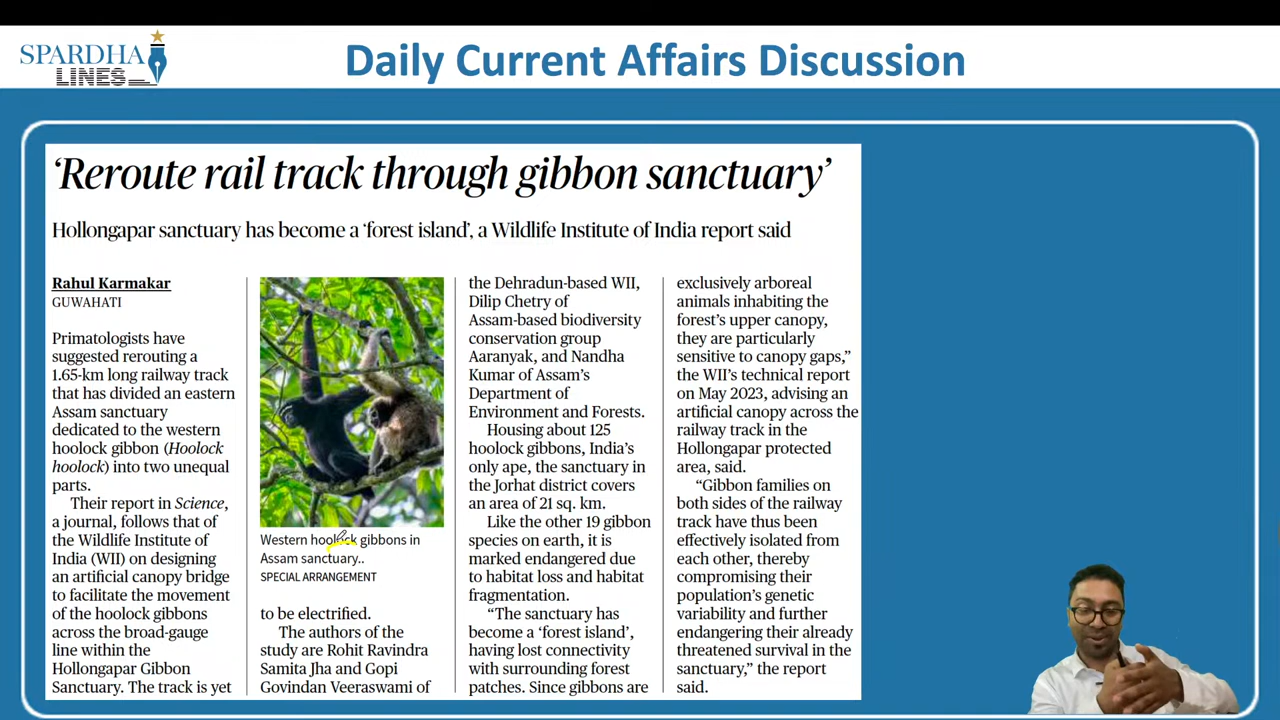 SPARDHA
LINES
Daily Current Affairs Discussion
‘Reroute rail track through gibbon sanctuary’
Hollongapar sanctuary has become a ‘forest island’, a Wildlife Institute of India report said
Rahul Karmakar
GUWAHATI
Primatologists have
suggested rerouting a
1.65-km long railway track
that has divided an eastern
Assam sanctuary
dedicated to the western
hoolock gibbon (Hoolock
hoolock) into two unequal
parts.
Their report in Science,
a journal, follows that of
the Wildlife Institute of
India (WII) on designing
an artificial canopy bridge
to facilitate the movement
of the hoolock gibbons
across the broad-gauge
line within the
Hollongapar Gibbon
Sanctuary. The track is yet
Western hoolock gibbons in
Assam sanctuary..
SPECIAL ARRANGEMENT
to be electrified.
The authors of the
study are Rohit Ravindra
Samita Jha and Gopi
Govindan Veeraswami of
the Dehradun-based WII,
Dilip Chetry of
Assam-based biodiversity
conservation group
Aaranyak, and Nandha
Kumar of Assam’s
Department of
Environment and Forests.
Housing about 125
hoolock gibbons, India’s
only ape, the sanctuary in
the Jorhat district covers
an area of 21 sq. km.
Like the other 19 gibbon
species on earth, it is
marked endangered due
to habitat loss and habitat
fragmentation.
“The sanctuary has
become a ‘forest island’,
having lost connectivity
with surrounding forest
patches. Since gibbons are
exclusively arboreal
animals inhabiting the
forest’s upper canopy,
they are particularly
sensitive to canopy gaps,”
the WII’s technical report
on May 2023, advising an
artificial canopy across the
railway track in the
Hollongapar protected
area, said.
“Gibbon families on
both sides of the railway
track have thus been
effectively isolated from
each other, thereby
compromising their
population’s genetic
variability and further
endangering their already
threatened survival in the
sanctuary,” the report
said.